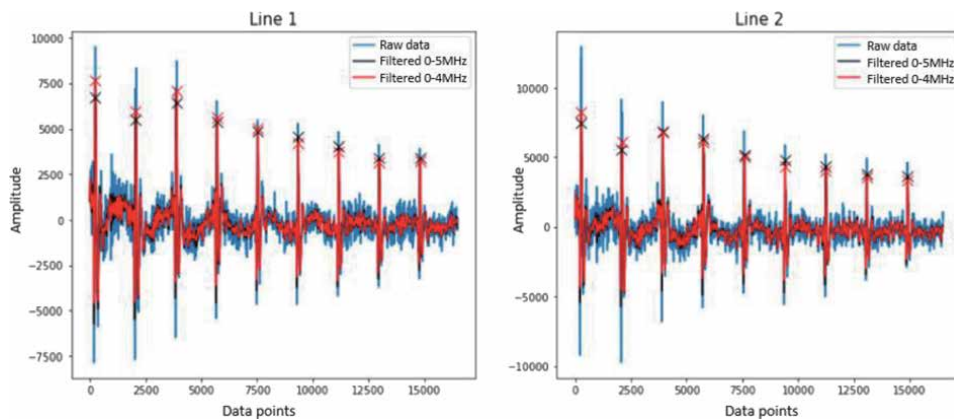 Line 1
Amplitude
10000
7500
5000
2500
0
−2500
−5000
−7500
Raw data
Filtered 0-5MHz
Filtered 0-4MHz
0
2500
5000
7500
10000
12500
15000
Data points
Line 2
Amplitude
10000
5000
0
−5000
−10000
Raw data
Filtered 0-5MHz
Filtered 0-4MHz
0
2500
5000
7500
10000
12500
15000
Data points